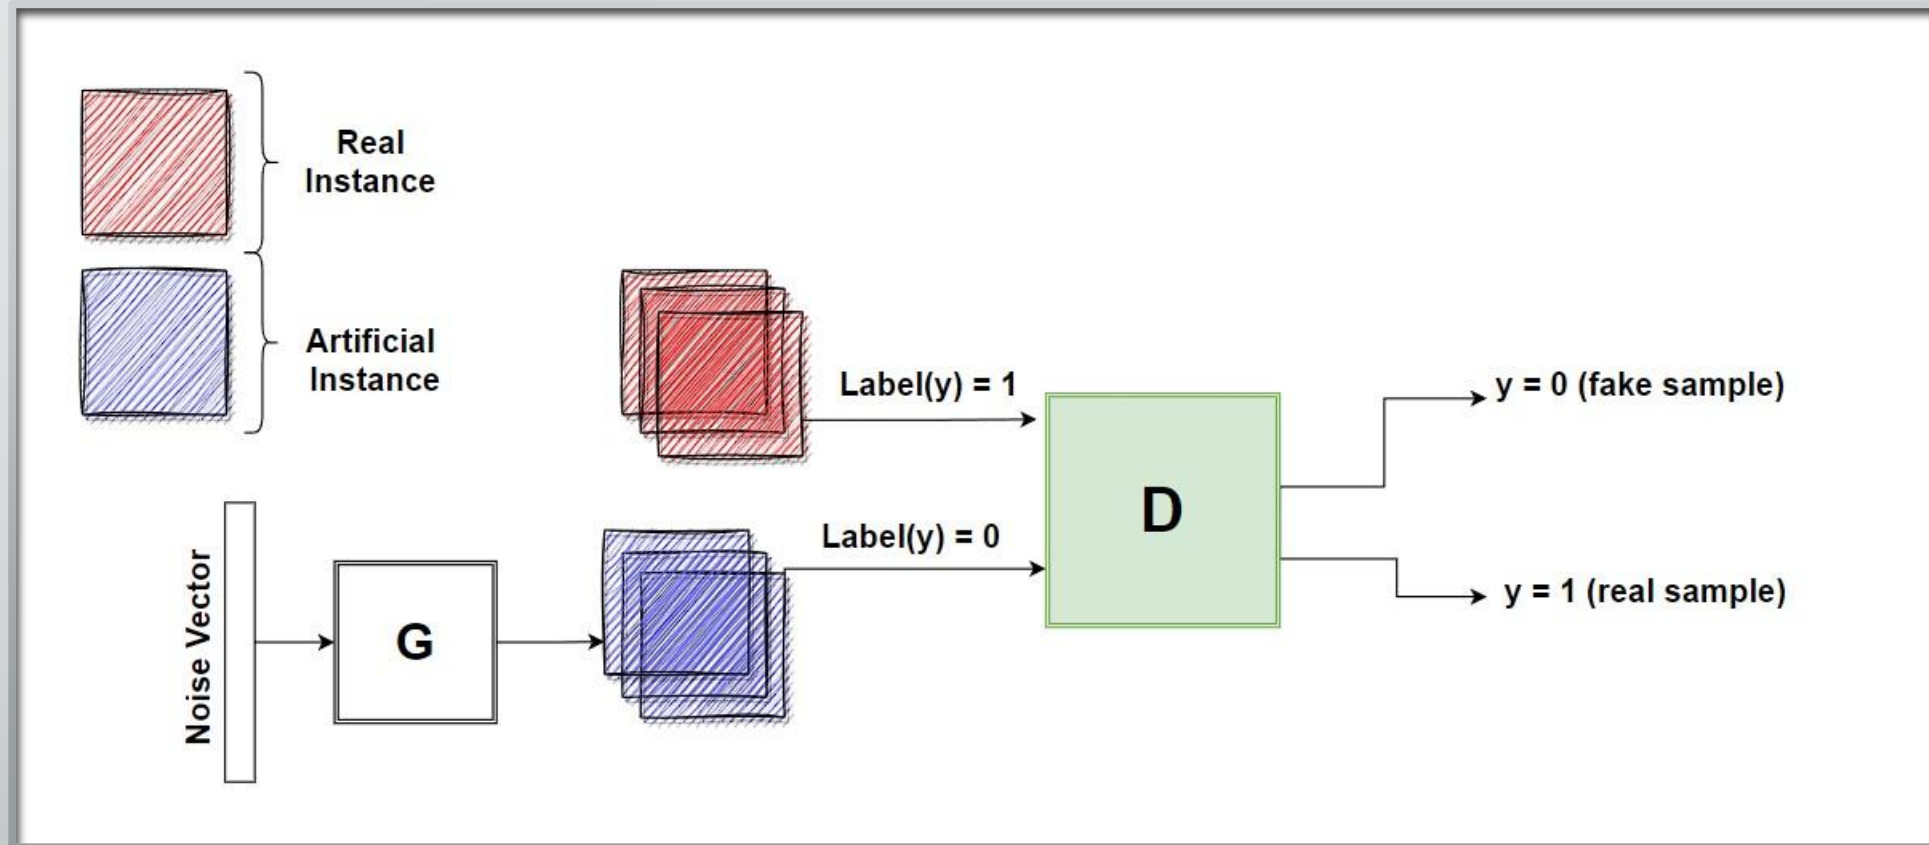 Real
Instance
Artificial
Instance
Label(y) = 1
y = 0 (fake sample)
D
Label(y) = 0
y = 1 (real sample)
Noise Vector
G